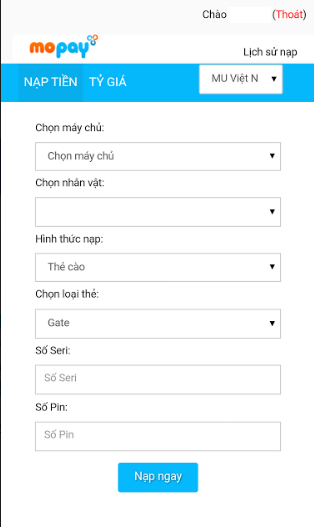 Chào (Thoát)
mopay
Lịch sử nạp
NẠP TIỀN TỶ GIÁ MU Việt N
Chọn máy chủ:
Chọn máy chủ
Chọn nhân vật:
Hình thức nạp:
Thẻ cào
Chọn loại thẻ:
Gate
Số Seri:
Số Seri
Số Pin:
Số Pin
Nạp ngay